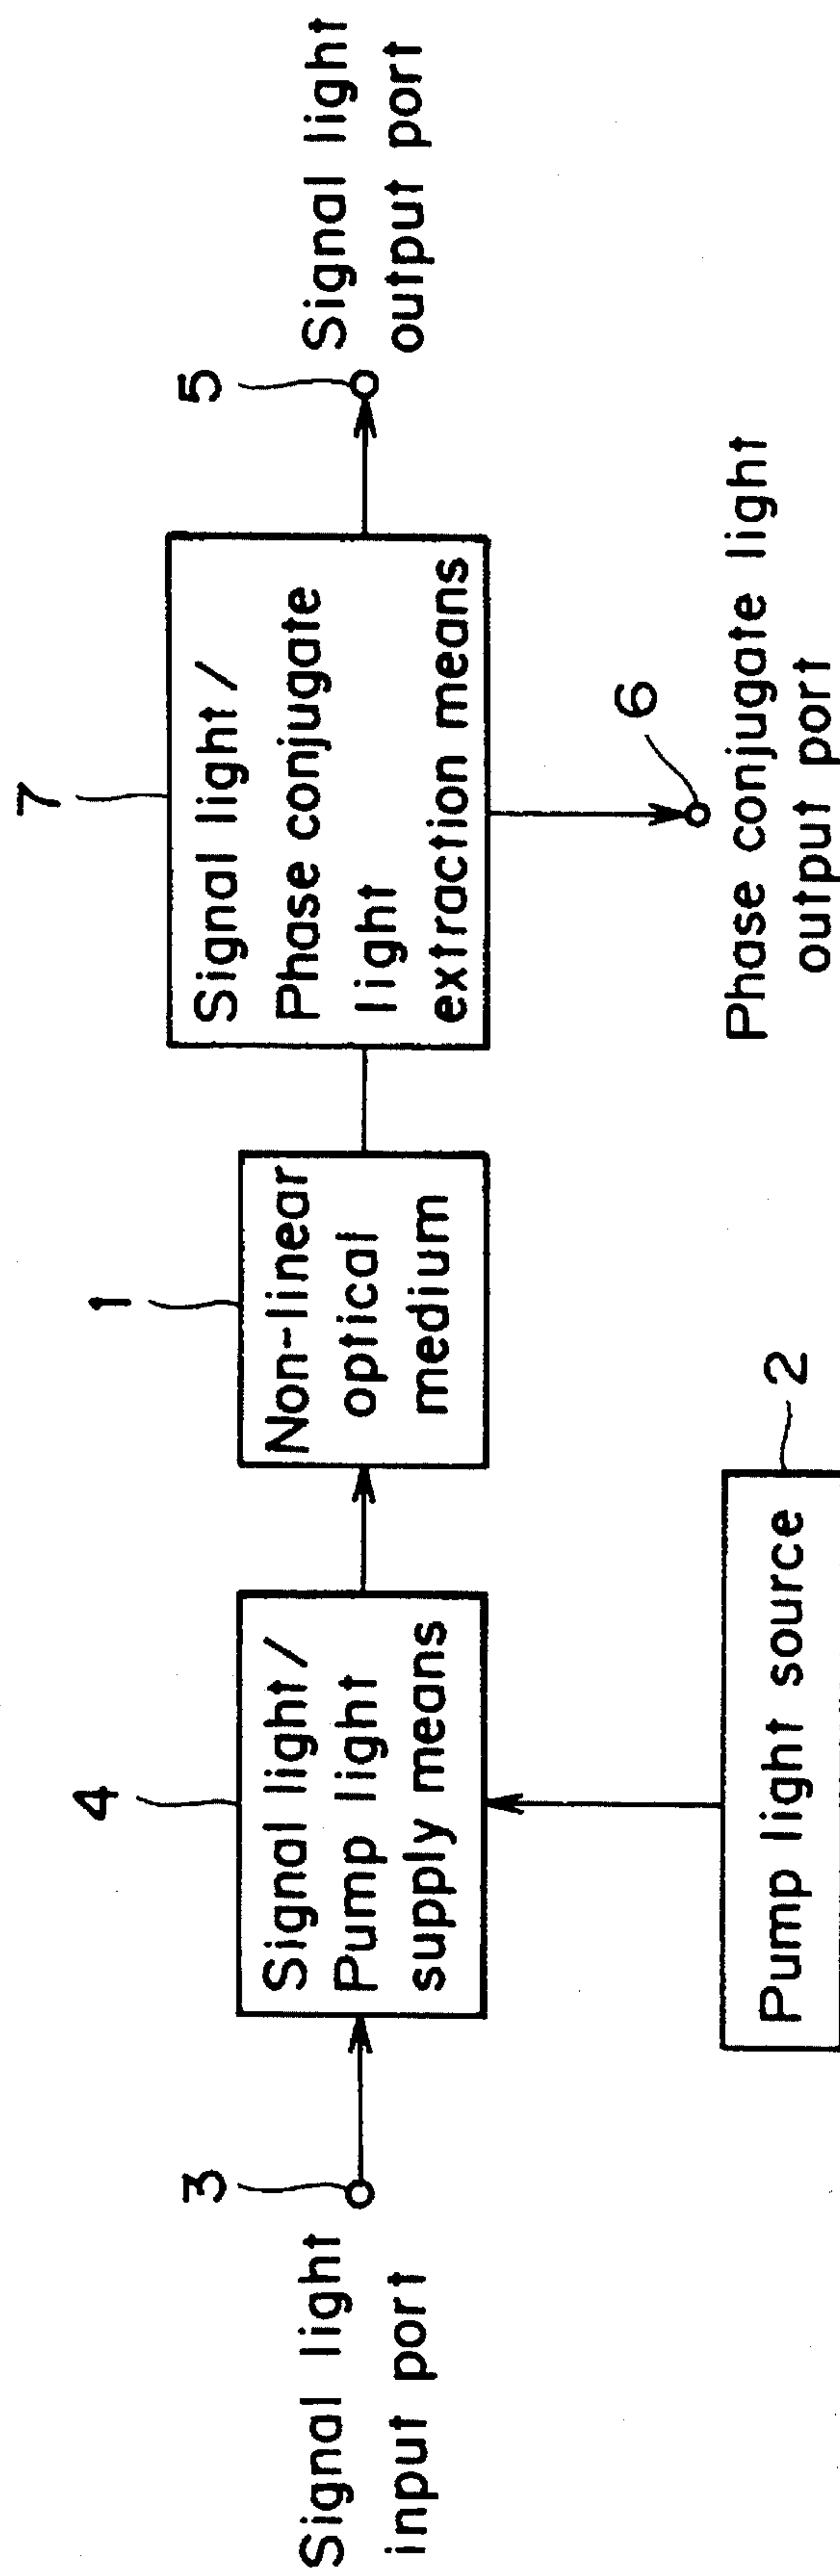 3
Signal light
input port
4
Signal light/
Pump light
supply means
2
Pump light source
1
Non-linear
optical
medium
7
Signal light/
Phase conjugate
light
extraction means
5
Signal light
output port
6
Phase conjugate light
output port